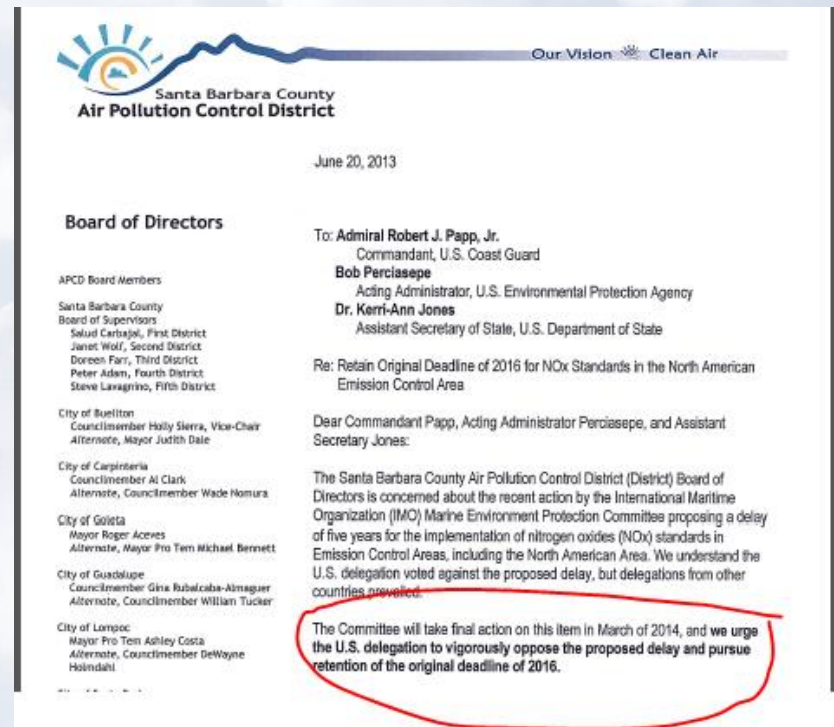 Our Vision Clean Air
Santa Barbara County
Air Pollution Control District
June 20, 2013
Board of Directors
APCD Board Members
Santa Barbara County
Board of Supervisors
Salud Carbajal, First District
Janet Wolf, Second District
Doreen Farr, Third District
Peter Adam, Fourth District
Steve Lavagnino, Fifth District
City of Buellton
Councilmember Holly Sierra, Vice-Chair
Alternate, Mayor Judith Dale
City of Carpinteria
Councilmember Al Clark
Alternate, Councilmember Wade Nomura
City of Goleta
Mayor Roger Aceves
Alternate, Mayor Pro Tem Michael Bennett
City of Guadalupe
Councilmember Gina Rubalcaba-Almaguer
Alternate, Councilmember William Tucker
City of Lompoc
Mayor Pro Tem Ashley Costa
Alternate, Councilmember DeWayne
Holmdahl
To: Admiral Robert J. Papp, Jr.
Commandant, U.S. Coast Guard
Bob Perciasepe
Acting Administrator, U.S. Environmental Protection Agency
Dr. Kerri-Ann Jones
Assistant Secretary of State, U.S. Department of State
Re: Retain Original Deadline of 2016 for NOx Standards in the North American
Emission Control Area
Dear Commandant Papp, Acting Administrator Perciasepe, and Assistant
Secretary Jones:
The Santa Barbara County Air Pollution Control District (District) Board of
Directors is concerned about the recent action by the International Maritime
Organization (IMO) Marine Environment Protection Committee proposing a delay
of five years for the implementation of nitrogen oxides (NOx) standards in
Emission Control Areas, including the North American Area. We understand the
U.S. delegation voted against the proposed delay, but delegations from other
countries prevailed.
The Committee will take final action on this item in March of 2014, and we urge
the U.S. delegation to vigorously oppose the proposed delay and pursue
retention of the original deadline of 2016.